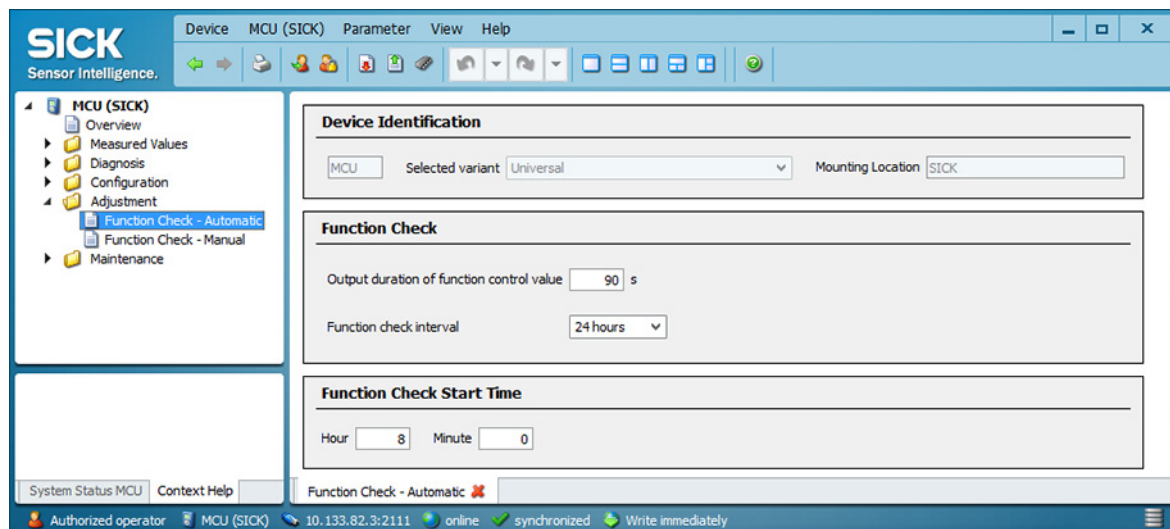 SICK
Sensor Intelligence.
Device MCU (SICK) Parameter View Help
MCU (SICK)
Overview
Measured Values
Diagnosis
Configuration
Adjustment
Function Check - Automatic
Function Check - Manual
Maintenance
System Status MCU Context Help
Device Identification
MCU Selected variant Universal Mounting Location SICK
Function Check
Output duration of function control value 90 s
Function check interval 24 hours
Function Check Start Time
Hour 8 Minute 0
Function Check - Automatic
Authorized operator MCU (SICK) 10.133.82.3:2111 online synchronized Write immediately